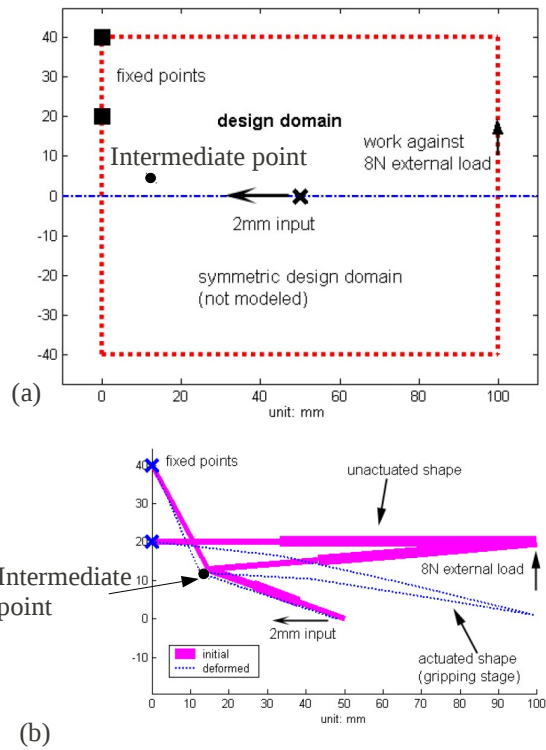 40
fixed points
30
20
design domain
work against
8N external load
10
Intermediate point
0
2mm input
-10
-20
symmetric design domain
(not modeled)
-30
-40
0 20 40 60 80 100
unit: mm
(a)
40
fixed points
unactuated shape
30
20
8N external load
Intermediate
point
10
0
2mm input
-10
initial
deformed
actuated shape
(gripping stage)
0 10 20 30 40 50 60 70 80 90 100
unit: mm
(b)